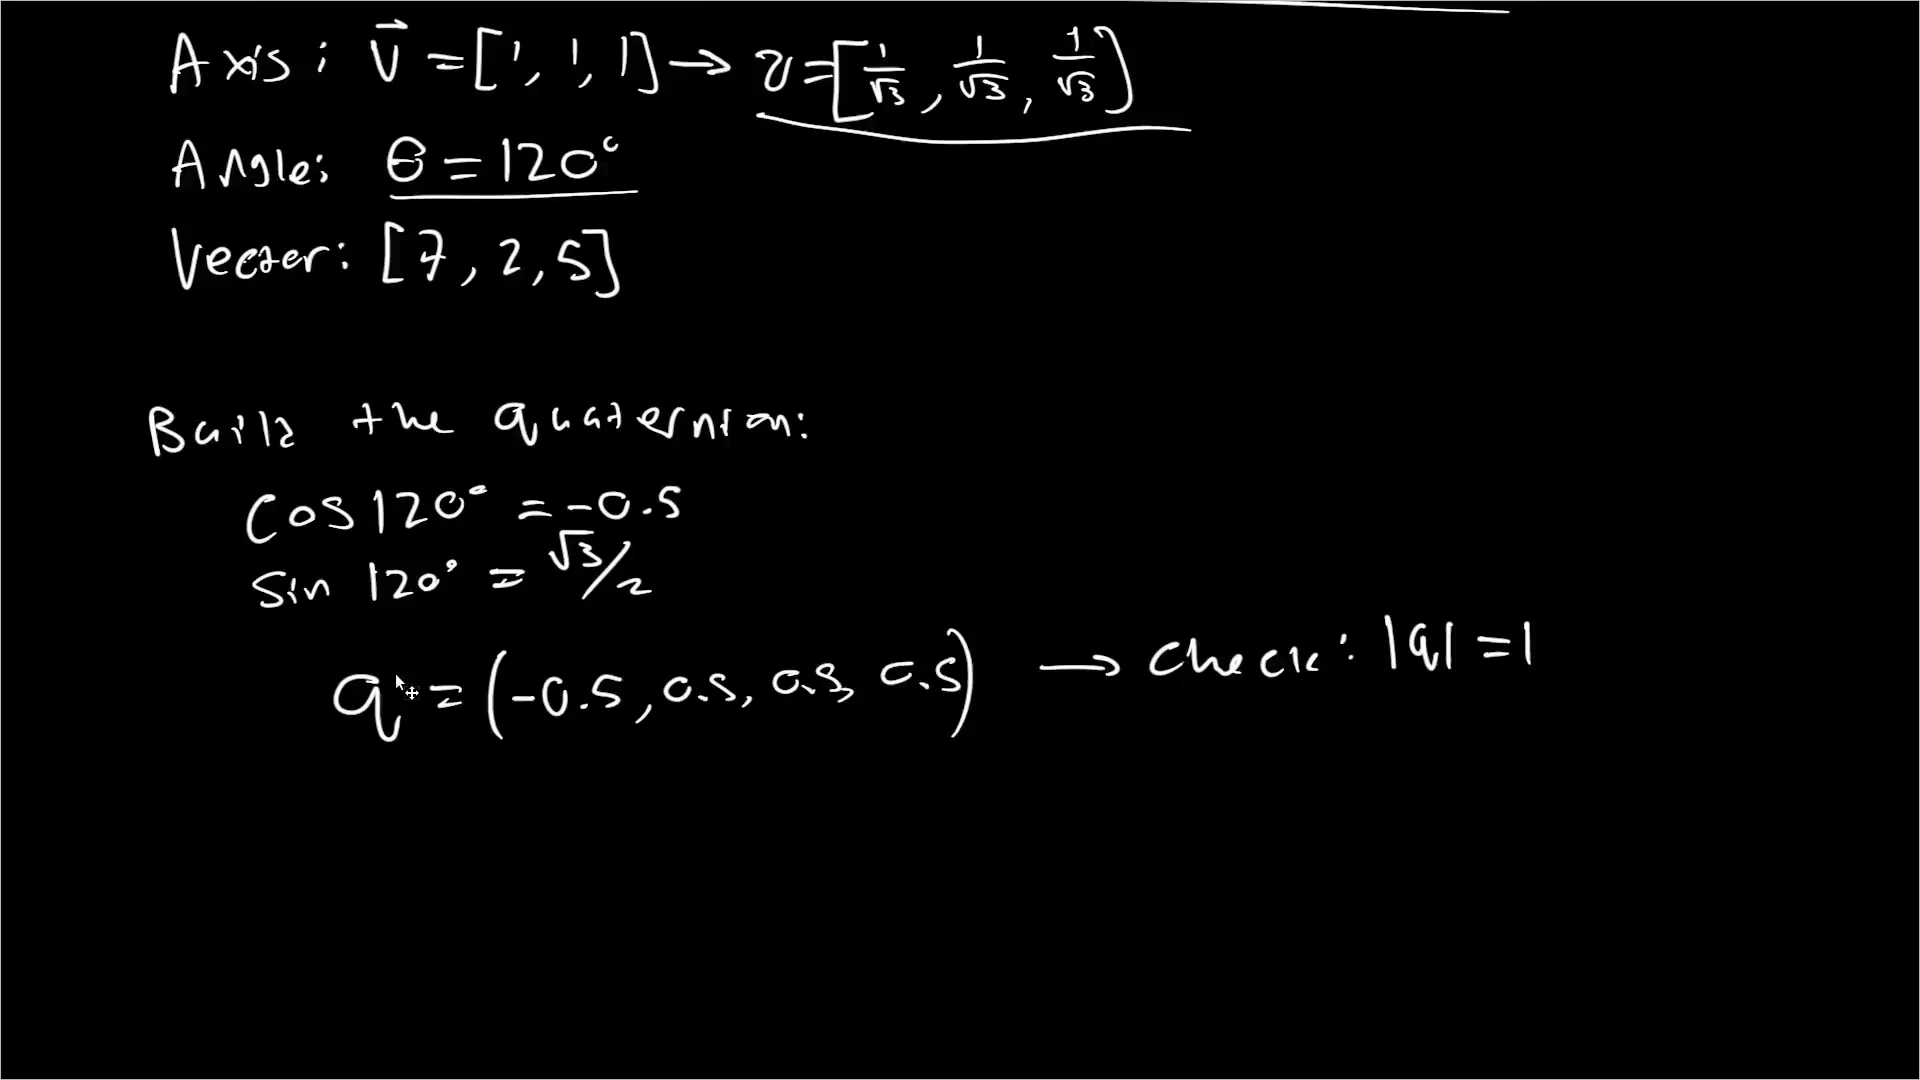 Axis: v⃗ = [1, 1, 1] → v = [1/√3, 1/√3, 1/√3]
Angle: θ = 120°
Vector: [7, 2, 5]
Build the quaternion:
Cos 120° = -0.5
Sin 120° = √3/2
q = (-0.5, 0.5, 0.5, 0.5) → check: |q| = 1